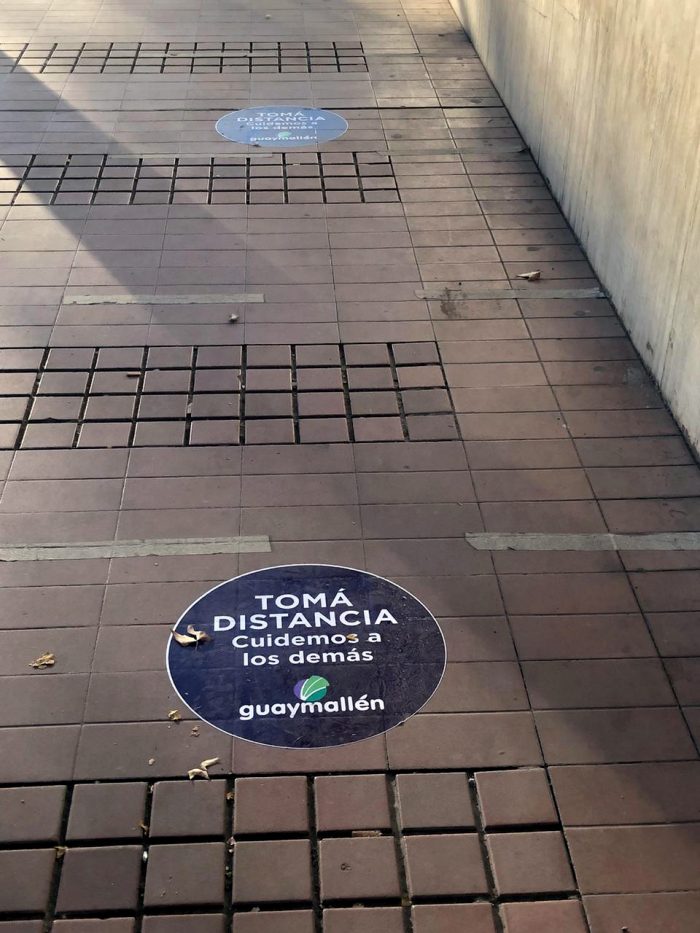 TOMÁ
DISTANCIA
Cuidemos a
los demás
guaymallén
TOMÁ
DISTANCIA
Cuidemos a
los demás
guaymallén